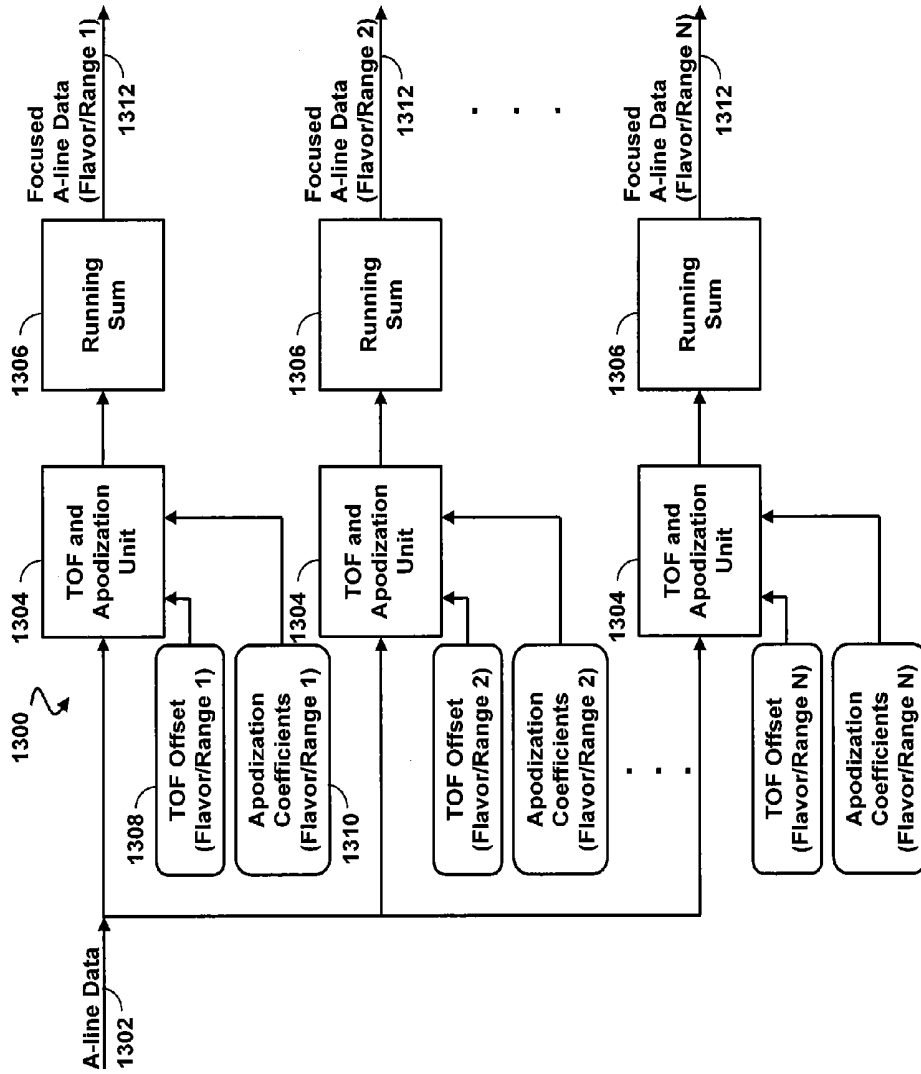 1300
A-line Data
1302
TOF Offset
(Flavor/Range 1)
1308
Apodization
Coefficients
(Flavor/Range 1)
1310
1304
TOF and
Apodization
Unit
1306
Running
Sum
Focused
A-line Data
(Flavor/Range 1)
1312
TOF Offset
(Flavor/Range 2)
Apodization
Coefficients
(Flavor/Range 2)
1304
TOF and
Apodization
Unit
1306
Running
Sum
Focused
A-line Data
(Flavor/Range 2)
1312
. . .
. . .
TOF Offset
(Flavor/Range N)
Apodization
Coefficients
(Flavor/Range N)
1304
TOF and
Apodization
Unit
1306
Running
Sum
Focused
A-line Data
(Flavor/Range N)
1312